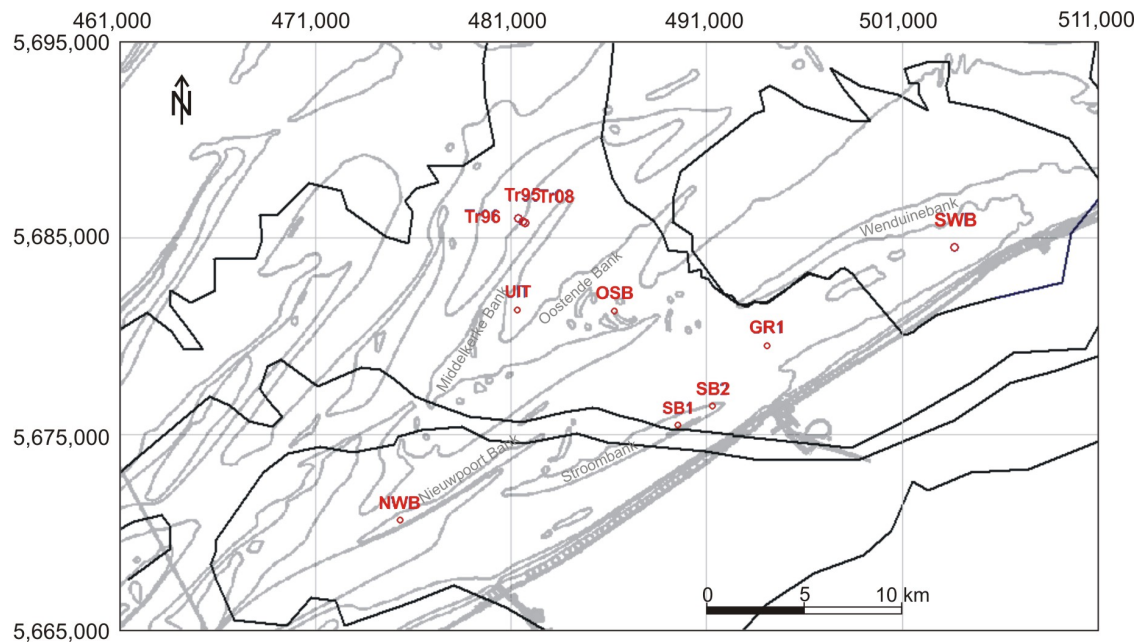 461,000 471,000 481,000 491,000 501,000 511,000
5,695,000
N
Tr95 Tr08
Tr96
Wenduinebank
SWB
5,685,000
Oostende Bank
UIT OSB
Middelkerke Bank
GR1
SB2
SB1
5,675,000
Nieuwpoort Bank
Stroombank
NWB
0 5 10 km
5,665,000